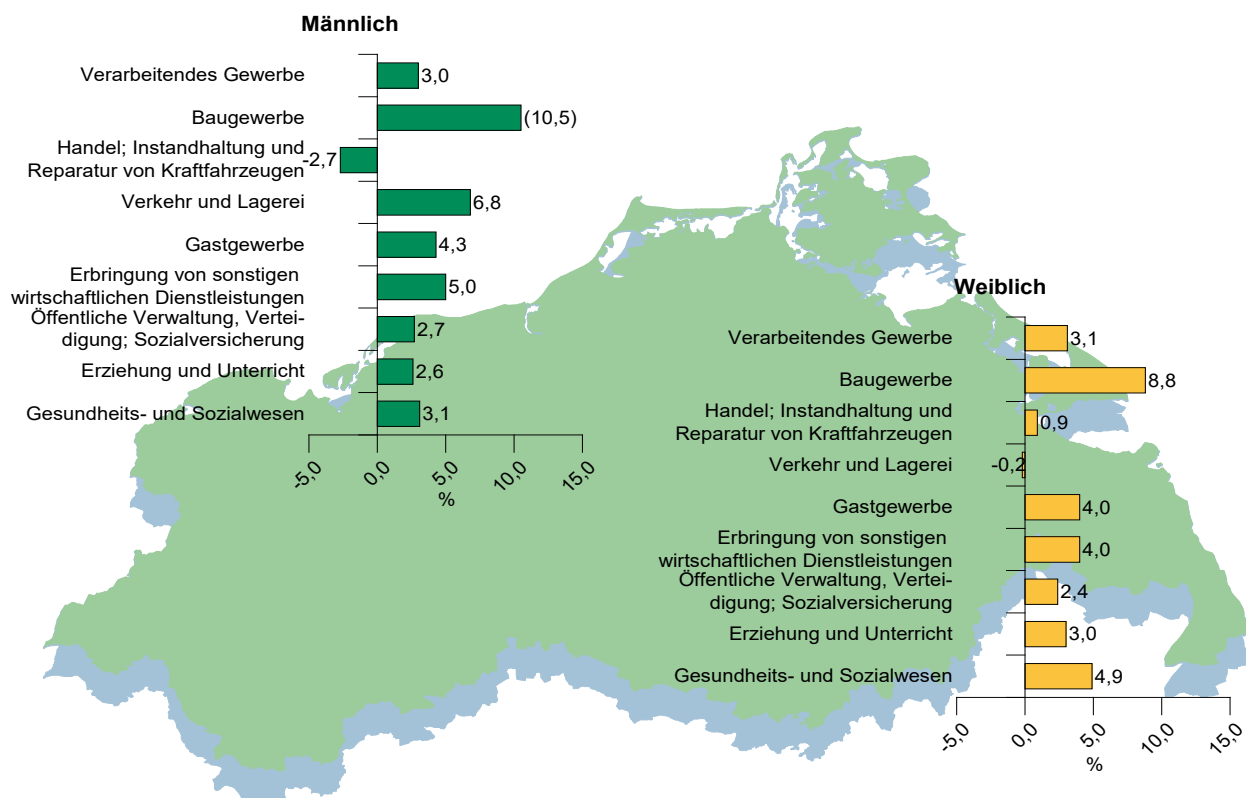 Männlich
Verarbeitendes Gewerbe
3,0
Baugewerbe
(10,5)
Handel; Instandhaltung und
Reparatur von Kraftfahrzeugen
-2,7
Verkehr und Lagerei
6,8
Gastgewerbe
4,3
Erbringung von sonstigen
wirtschaftlichen Dienstleistungen
5,0
Öffentliche Verwaltung, Vertei-
digung; Sozialversicherung
2,7
Erziehung und Unterricht
2,6
Gesundheits- und Sozialwesen
3,1
-5,0
0,0
5,0
10,0
15,0
%
Weiblich
Verarbeitendes Gewerbe
3,1
Baugewerbe
8,8
Handel; Instandhaltung und
Reparatur von Kraftfahrzeugen
0,9
Verkehr und Lagerei
-0,2
Gastgewerbe
4,0
Erbringung von sonstigen
wirtschaftlichen Dienstleistungen
4,0
Öffentliche Verwaltung, Vertei-
digung; Sozialversicherung
2,4
Erziehung und Unterricht
3,0
Gesundheits- und Sozialwesen
4,9
-5,0
0,0
5,0
10,0
15,0
%